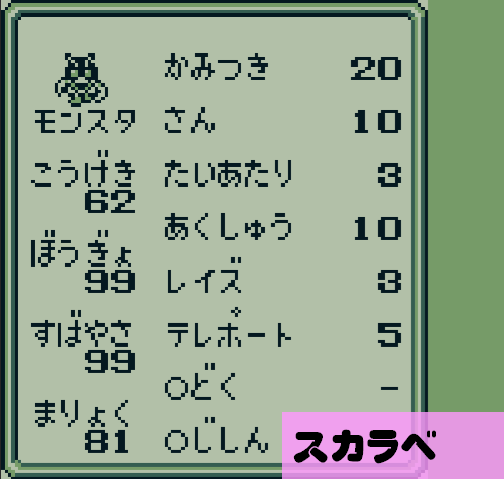 かみつき 20
モンスタ さん 10
こうげき たいあたり 3
62
あくしゅう 10
ぼうぎょ
99 レイズ 3
すばやさ テレポート 5
99
○どく -
まりょく
81 ○じしん
スカラベ